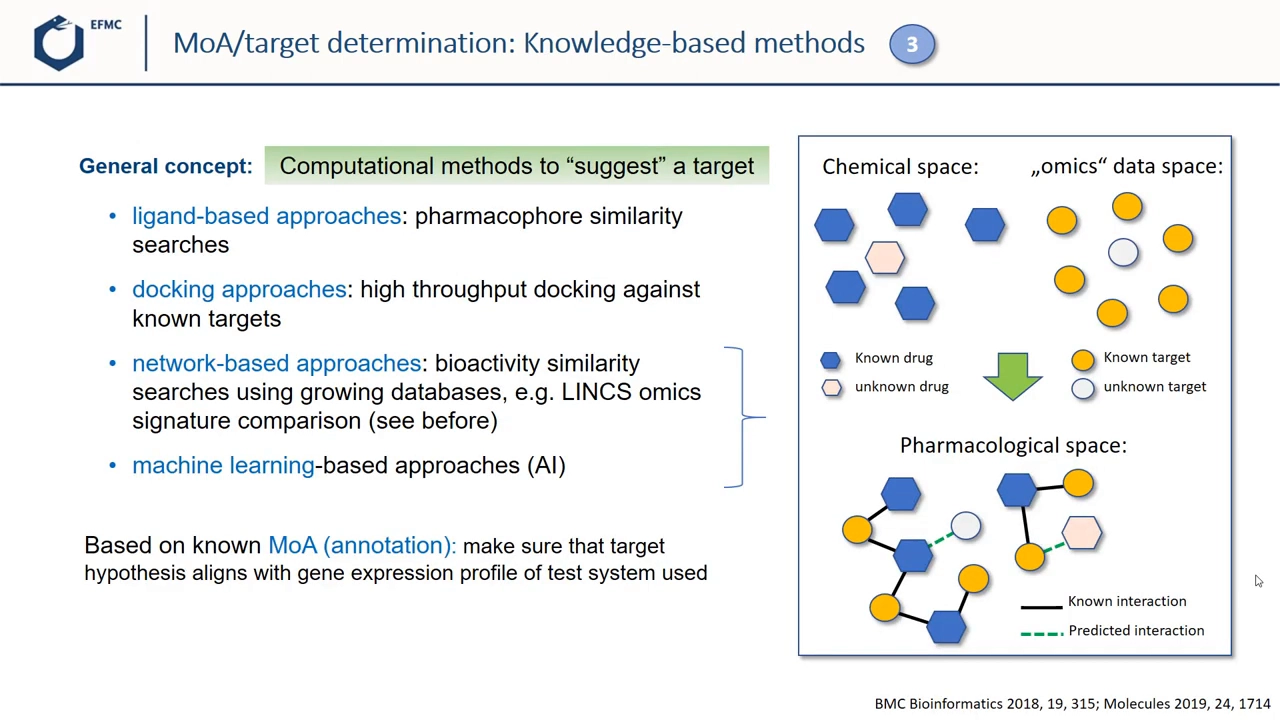 EFMC
MoA/target determination: Knowledge-based methods
3
General concept:
Computational methods to “suggest” a target
• ligand-based approaches: pharmacophore similarity
searches
• docking approaches: high throughput docking against
known targets
• network-based approaches: bioactivity similarity
searches using growing databases, e.g. LINCS omics
signature comparison (see before)
• machine learning-based approaches (AI)
Based on known MoA (annotation): make sure that target
hypothesis aligns with gene expression profile of test system used
Chemical space:
„omics“ data space:
Known drug
unknown drug
Known target
unknown target
Pharmacological space:
Known interaction
Predicted interaction
BMC Bioinformatics 2018, 19, 315; Molecules 2019, 24, 1714